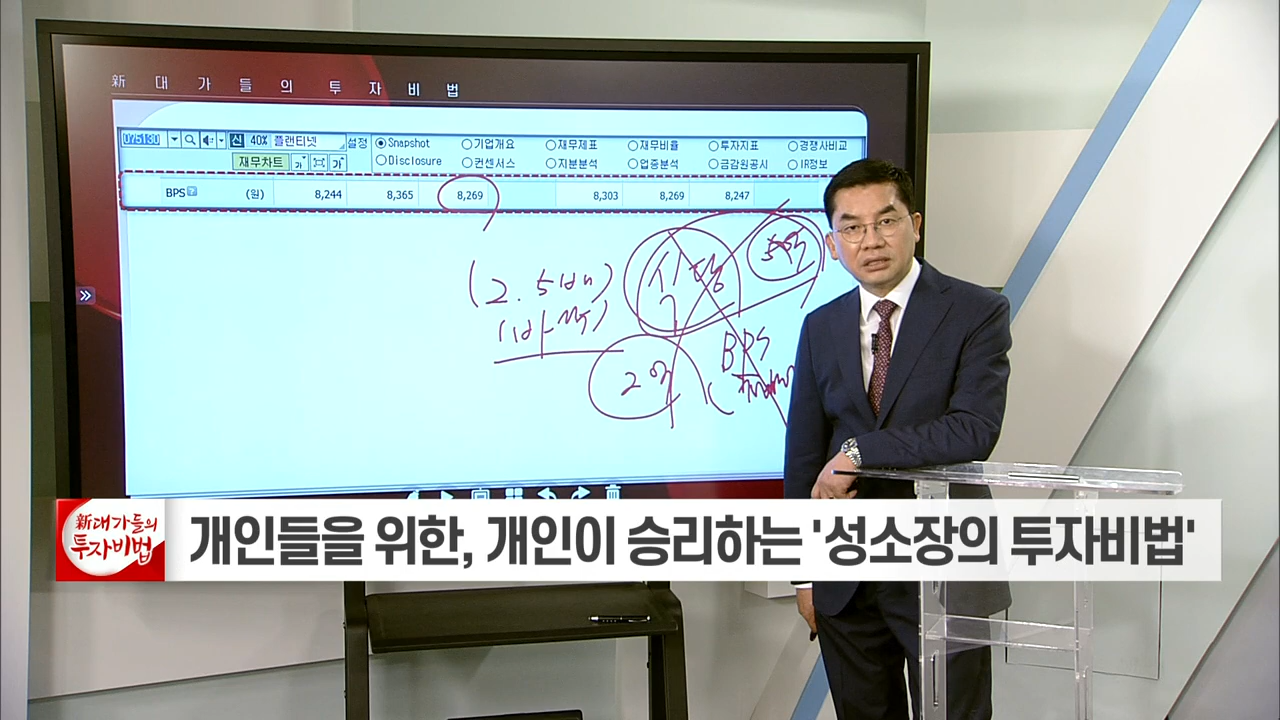 新 대 가 들 의 투 자 비 법
075130 신 40% 플랜티넷 설정 Snapshot 기업개요 재무제표 재무비율 투자지표 경쟁사비교
재무차트 가 가 Disclosure 컨센서스 지분분석 업종분석 금감원공시 IR정보
BPS (원) 8,244 8,365 8,269 8,303 8,269 8,247
(2.5배)
2억
BPS
新대가들의
투자비법
개인들을 위한, 개인이 승리하는 '성소장의 투자비법'